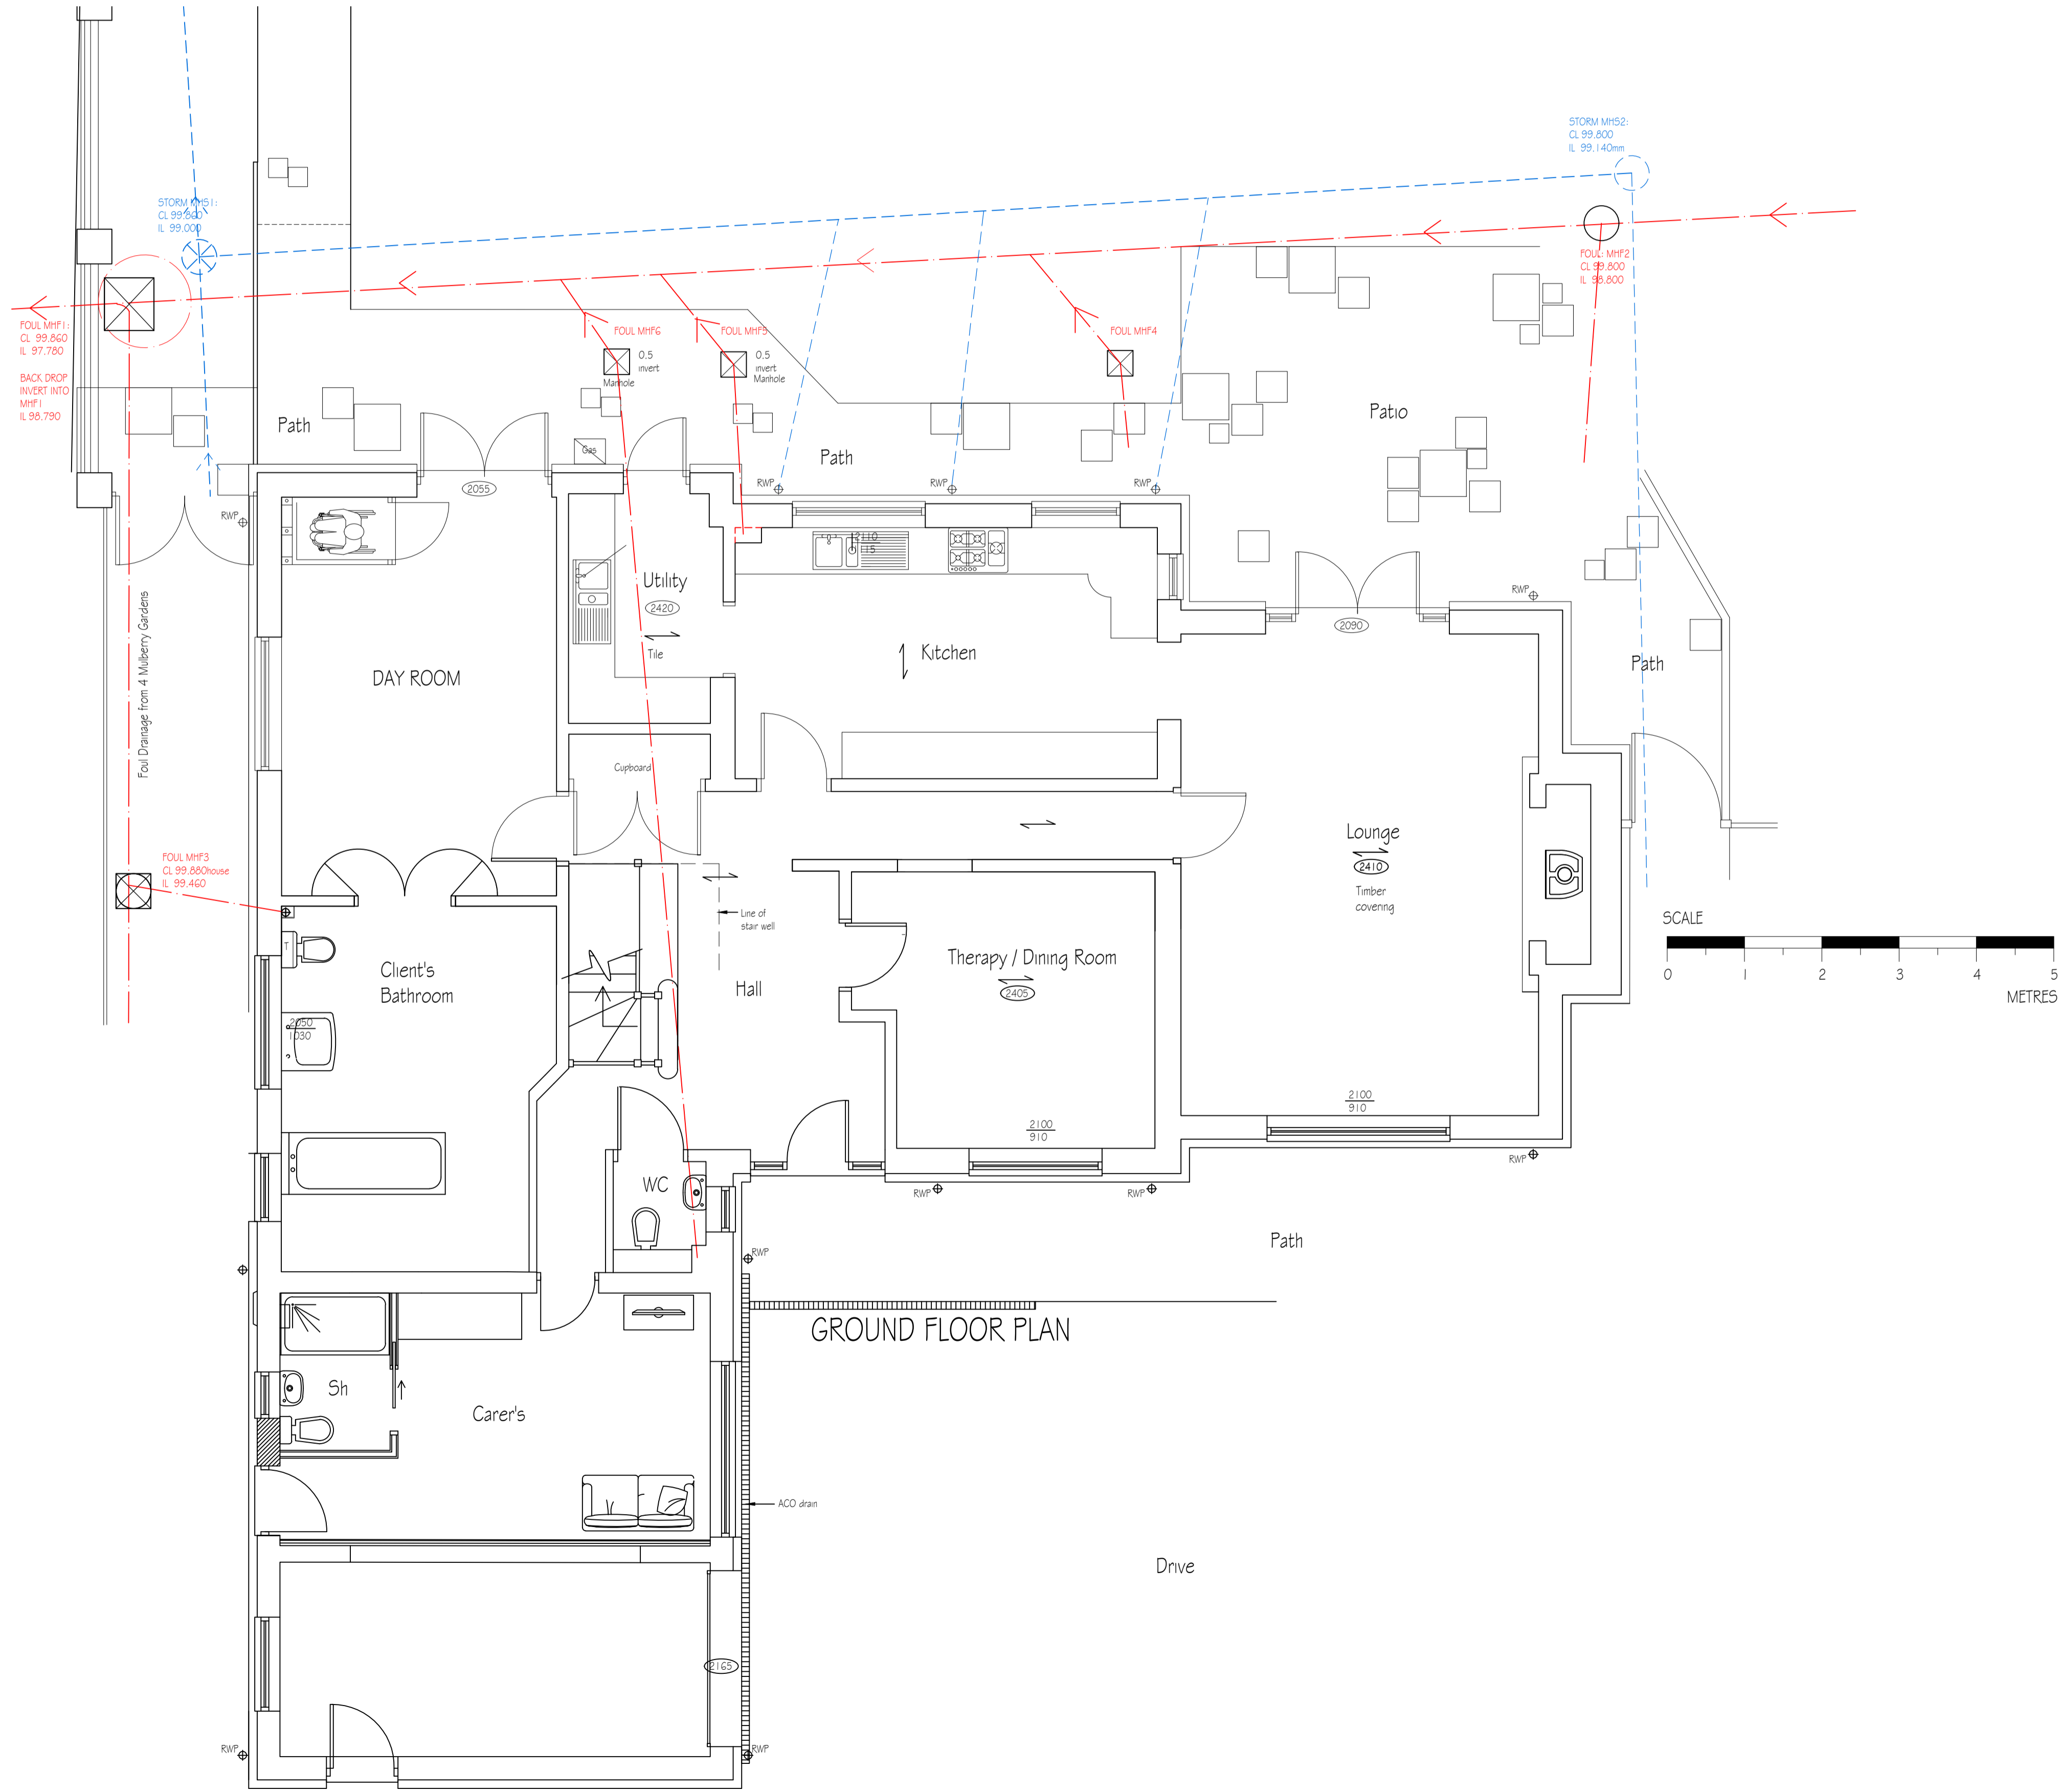 STORM MHS2:
CL 99.800
IL 99.140mm
STORM MHS1:
CL 99.860
IL 99.000
FOUL: MHF2
CL 99.800
IL 98.800
FOUL MHF1:
CL 99.860
IL 97.780
BACK DROP
INVERT INTO
MHF1
IL 98.790
FOUL MHF6
0.5
invert
Manhole
FOUL MHF5
0.5
invert
Manhole
FOUL MHF4
Path
Path
Patio
Gas
2055
RWP
RWP
RWP
RWP
2110
115
Utility
2420
Tile
Kitchen
RWP
2090
Path
DAY ROOM
Foul Drainage from 4 Mulberry Gardens
Cupboard
Lounge
2410
Timber
covering
FOUL MHF3
CL 99.880house
IL 99.460
Line of
stair well
T
Client's
Bathroom
Therapy / Dining Room
2405
Hall
SCALE
0 1 2 3 4 5
METRES
2050
1030
2100
910
2100
910
WC
RWP
RWP
RWP
RWP
Path
GROUND FLOOR PLAN
Sh
Carer's
ACO drain
Drive
2165
RWP
RWP